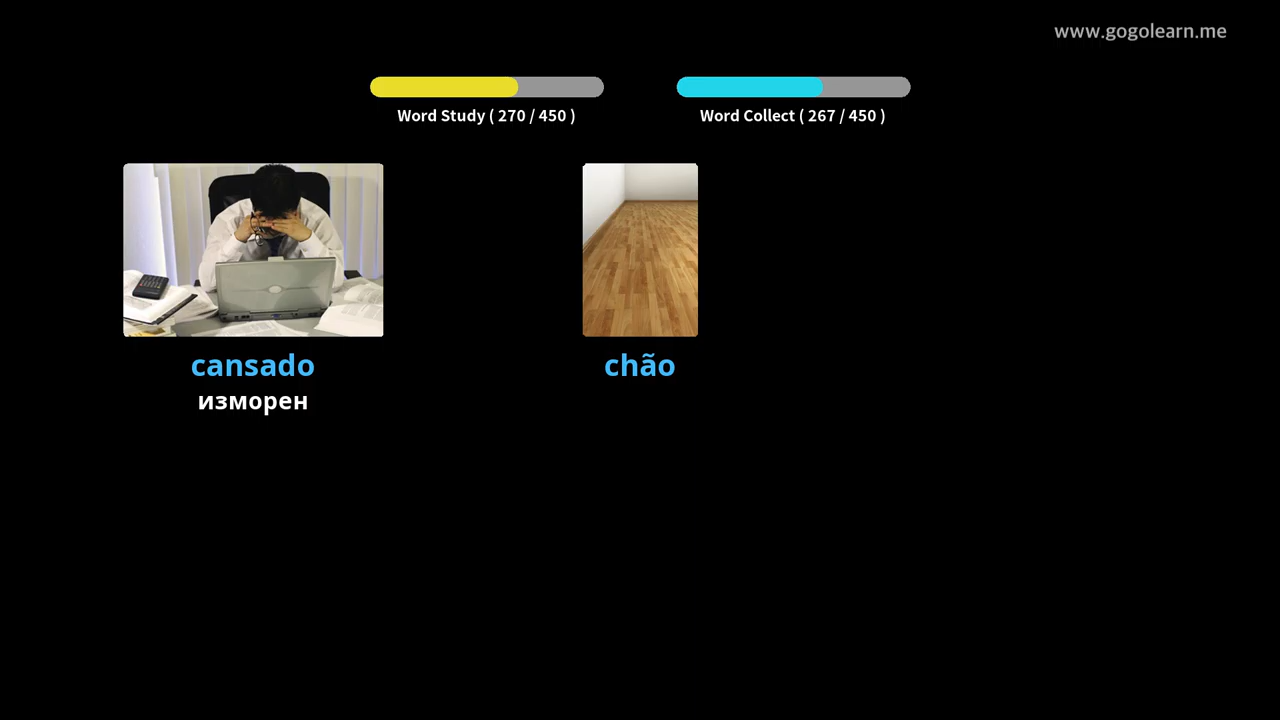 www.gogolearn.me
Word Study ( 270 / 450 )
Word Collect ( 267 / 450 )
cansado
изморен
chão